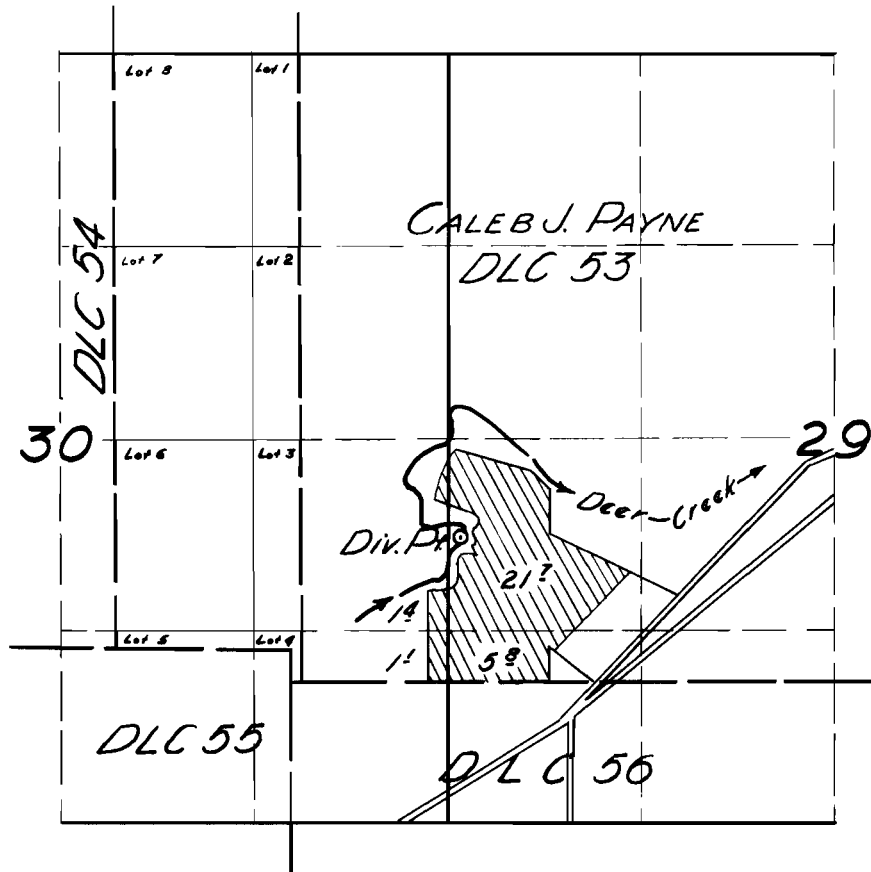 Lot 8 Lot 1
CALEB J. PAYNE
DLC 54
Lot 7 Lot 2
DLC 53
30
29
Lot 6 Lot 3
Deer Creek
Div. Pt.
21 7
1 4
Lot 5 Lot 4
1 1
5 8
DLC 55
DLC 56